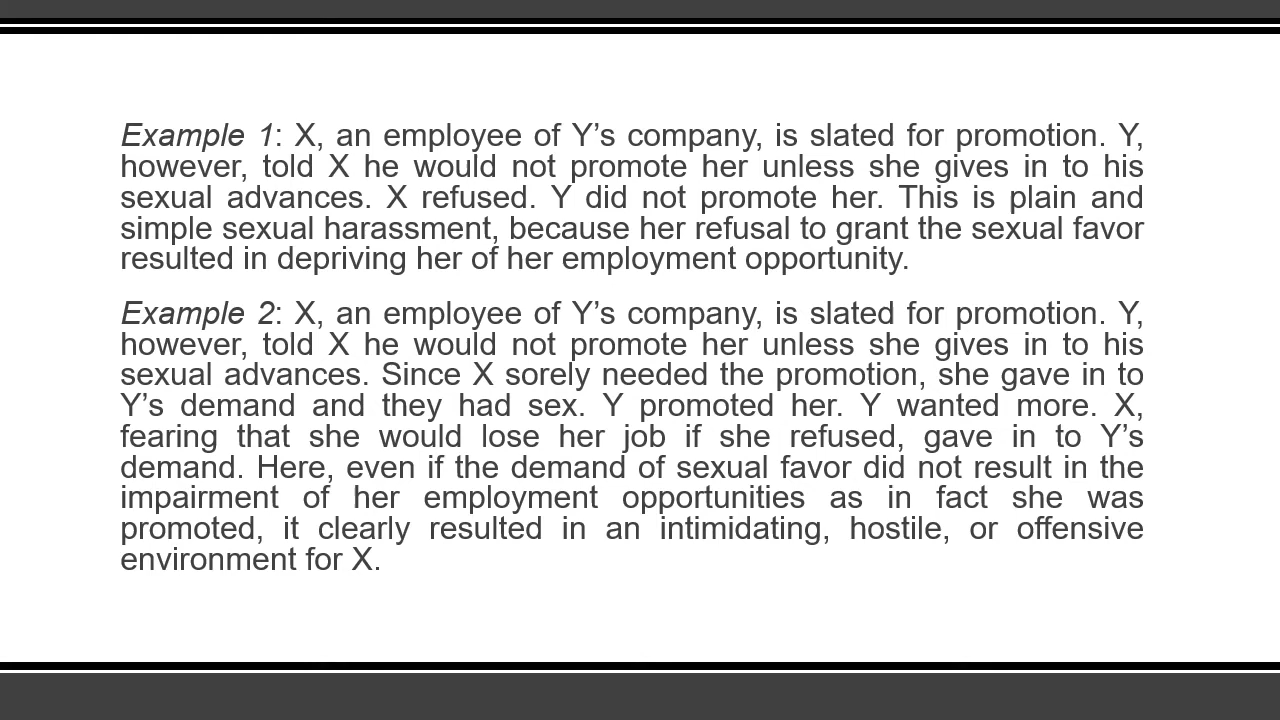 Example 1: X, an employee of Y’s company, is slated for promotion. Y,
however, told X he would not promote her unless she gives in to his
sexual advances. X refused. Y did not promote her. This is plain and
simple sexual harassment, because her refusal to grant the sexual favor
resulted in depriving her of her employment opportunity.
Example 2: X, an employee of Y’s company, is slated for promotion. Y,
however, told X he would not promote her unless she gives in to his
sexual advances. Since X sorely needed the promotion, she gave in to
Y’s demand and they had sex. Y promoted her. Y wanted more. X,
fearing that she would lose her job if she refused, gave in to Y’s
demand. Here, even if the demand of sexual favor did not result in the
impairment of her employment opportunities as in fact she was
promoted, it clearly resulted in an intimidating, hostile, or offensive
environment for X.